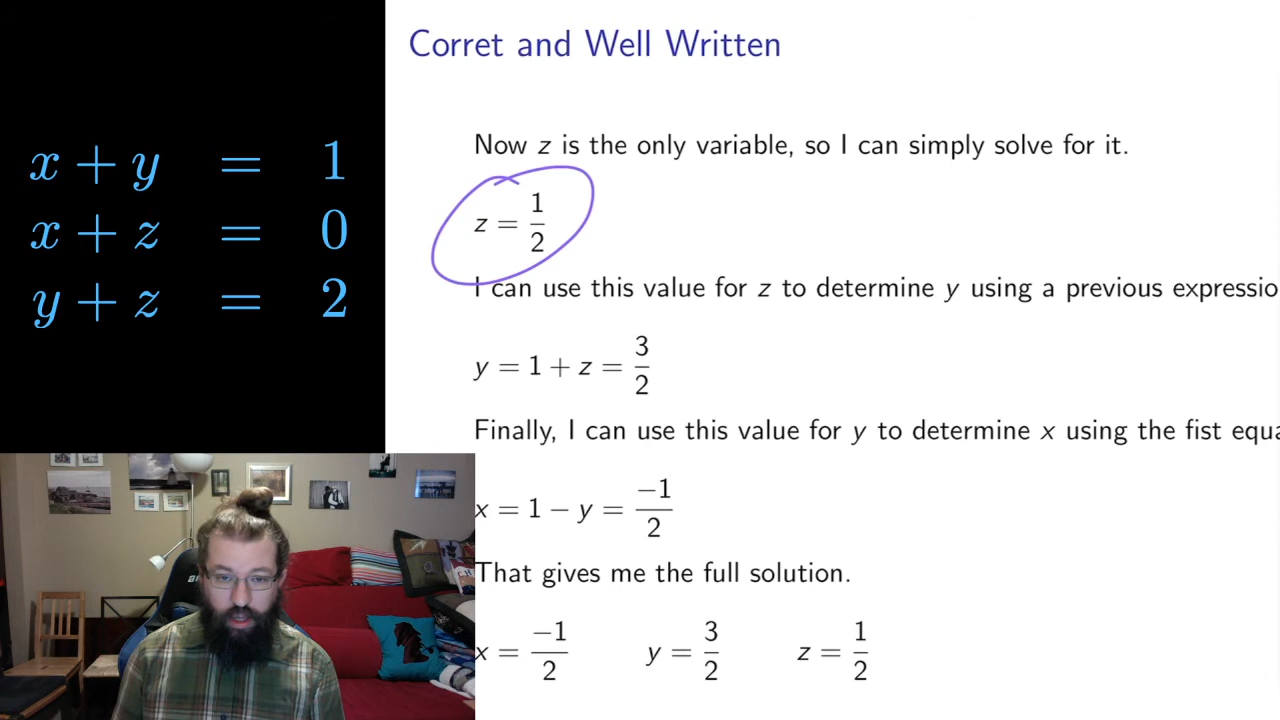 Corret and Well Written
x + y = 1
x + z = 0
y + z = 2
Now z is the only variable, so I can simply solve for it.
z = 1/2
I can use this value for z to determine y using a previous expressio
y = 1 + z = 3/2
Finally, I can use this value for y to determine x using the fist equa
x = 1 − y = −1/2
That gives me the full solution.
x = −1/2 y = 3/2 z = 1/2